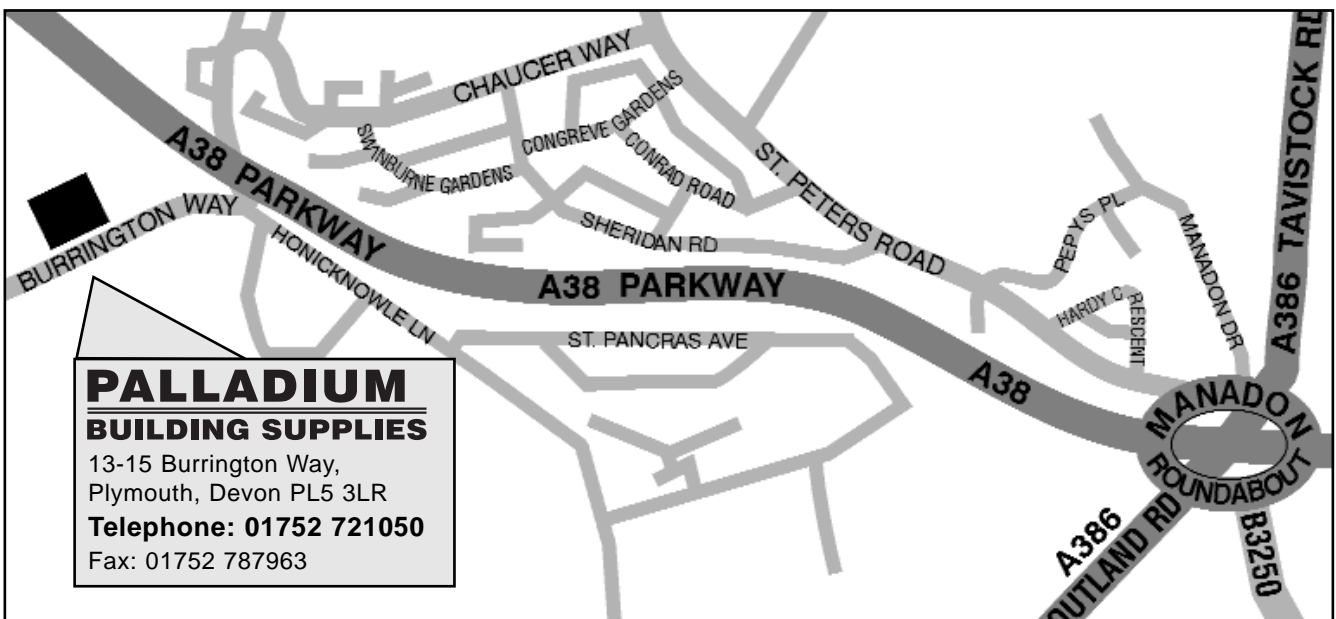 CHAUCER WAY
A386 TAVISTOCK RD
A38 PARKWAY
SWINBURNE GARDENS
CONGREVE GARDENS
CONRAD ROAD
ST. PETERS ROAD
SHERIDAN RD
BURRINGTON WAY
HONICKNOWLE LN
A38 PARKWAY
PEPYS PL
MANADON DR
HARDY CRESCENT
ST. PANCRAS AVE
A38
MANADON
ROUNDABOUT
A386
OUTLAND RD
B3250
PALLADIUM
BUILDING SUPPLIES
13-15 Burrington Way,
Plymouth, Devon PL5 3LR
Telephone: 01752 721050
Fax: 01752 787963